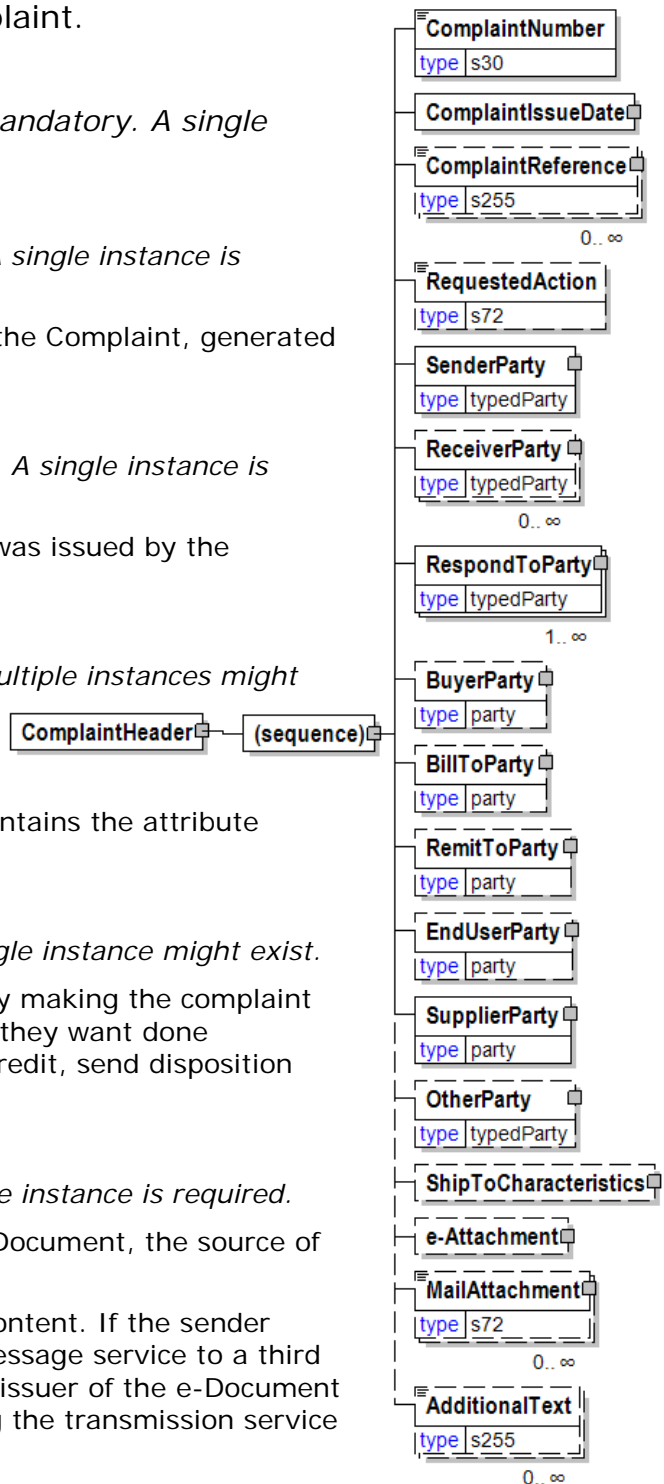 plaint.
andatory. A single
A single instance is
the Complaint, generated
. A single instance is
was issued by the
ultiple instances might
ntains the attribute
gle instance might exist.
y making the complaint
they want done
redit, send disposition
e instance is required.
Document, the source of
ontent. If the sender
essage service to a third
issuer of the e-Document
g the transmission service
ComplaintHeader
(sequence)
ComplaintNumber
type s30
ComplaintIssueDate
ComplaintReference
type s255
0.. ∞
RequestedAction
type s72
SenderParty
type typedParty
ReceiverParty
type typedParty
0.. ∞
RespondToParty
type typedParty
1.. ∞
BuyerParty
type party
BillToParty
type party
RemitToParty
type party
EndUserParty
type party
SupplierParty
type party
OtherParty
type typedParty
ShipToCharacteristics
e-Attachment
MailAttachment
type s72
0.. ∞
AdditionalText
type s255
0.. ∞